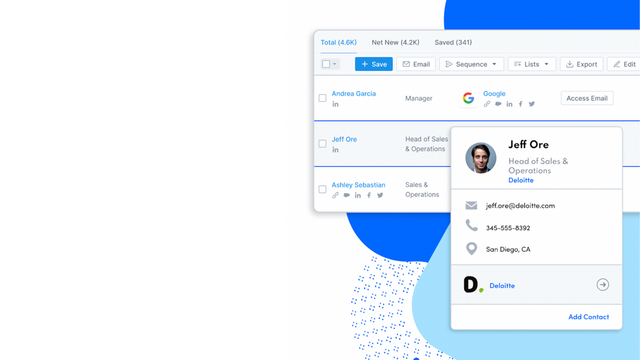 Total (4.6K) Net New (4.2K) Saved (341)
+ Save Email Sequence Lists Export Edit
Andrea Garcia Manager Google Access Email
in
Jeff Ore Head of Sales
& Operations
in
Ashley Sebastian Sales &
Operations
Jeff Ore
Head of Sales &
Operations
Deloitte
jeff.ore@deloitte.com
345-555-8392
San Diego, CA
D. Deloitte
Add Contact